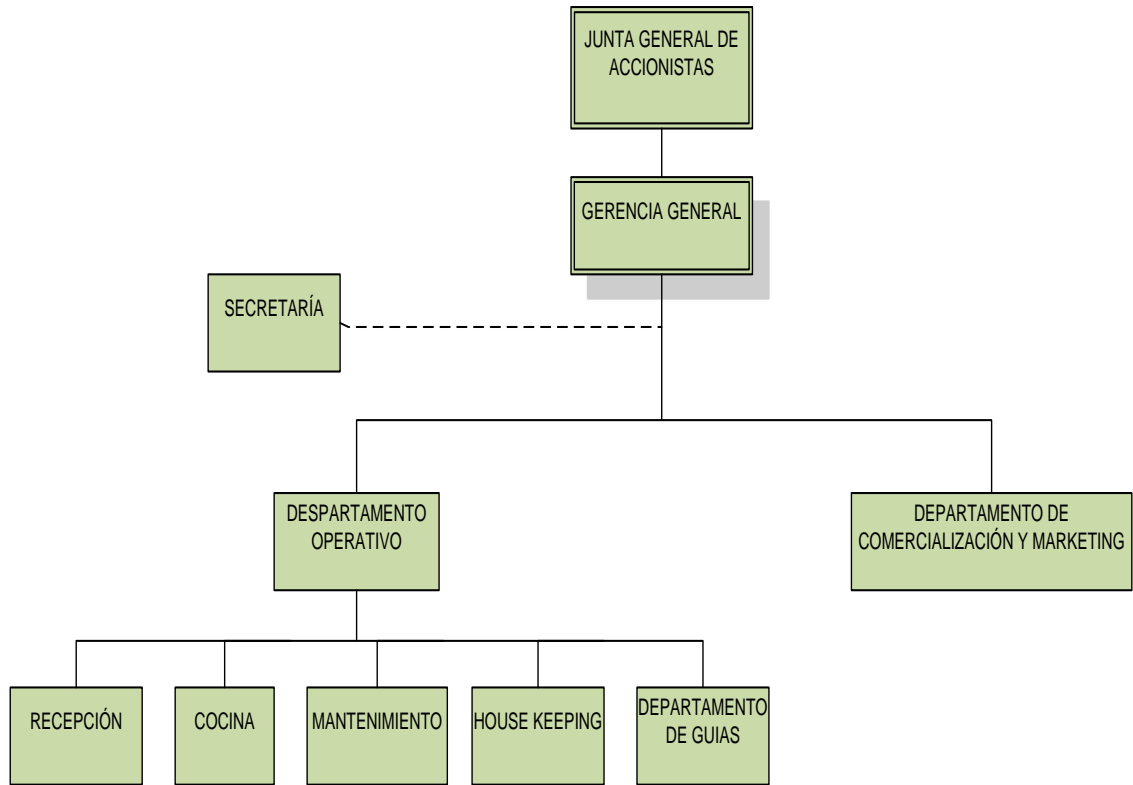 JUNTA GENERAL DE
ACCIONISTAS
GERENCIA GENERAL
SECRETARÍA
DESPARTAMENTO
OPERATIVO
DEPARTAMENTO DE
COMERCIALIZACIÓN Y MARKETING
RECEPCIÓN
COCINA
MANTENIMIENTO
HOUSE KEEPING
DEPARTAMENTO
DE GUIAS